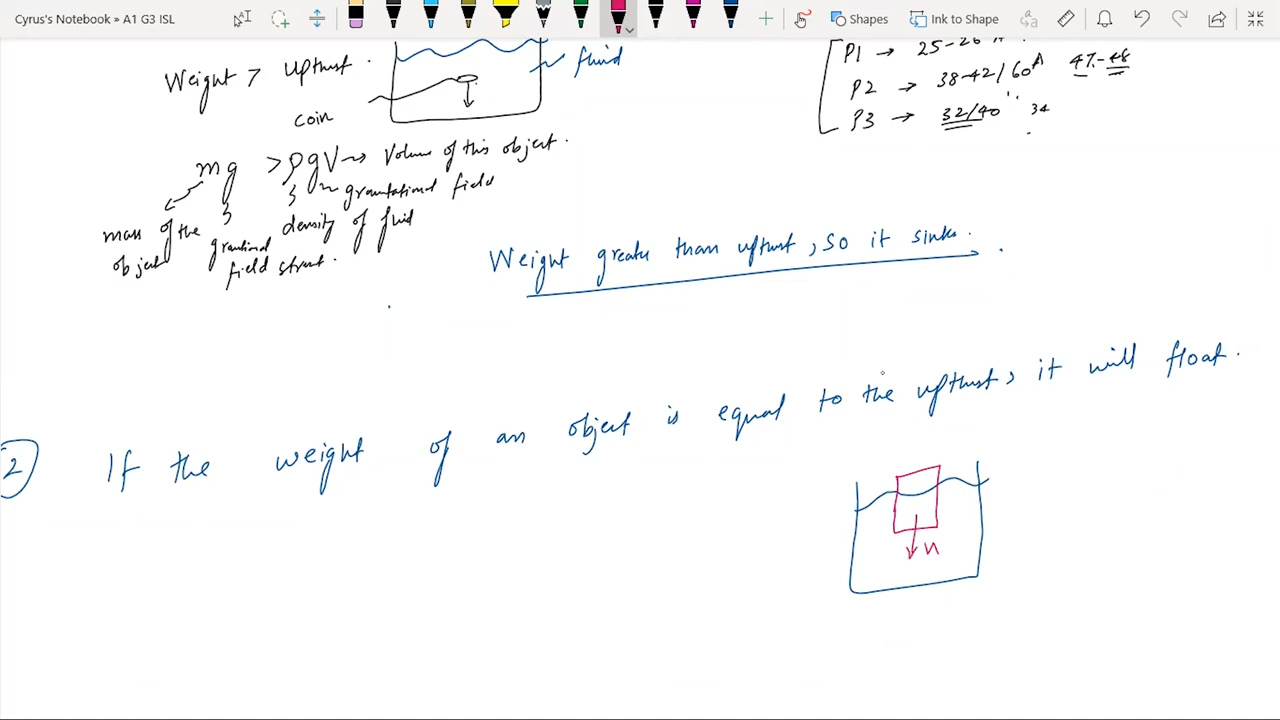 Cyrus's Notebook » A1 G3 ISL
Shapes
Ink to Shape
Weight > Upthrust.
fluid
coin
P1 → 25-26
P2 → 38-42/60 A 47-48
P3 → 32/40 34
mg > ρgV → Volume of this object.
gravitational field
density of fluid
mass of the object
field
Weight greater than upthrust, so it sinks.
2 If the weight of an object is equal to the upthrust, it will float.